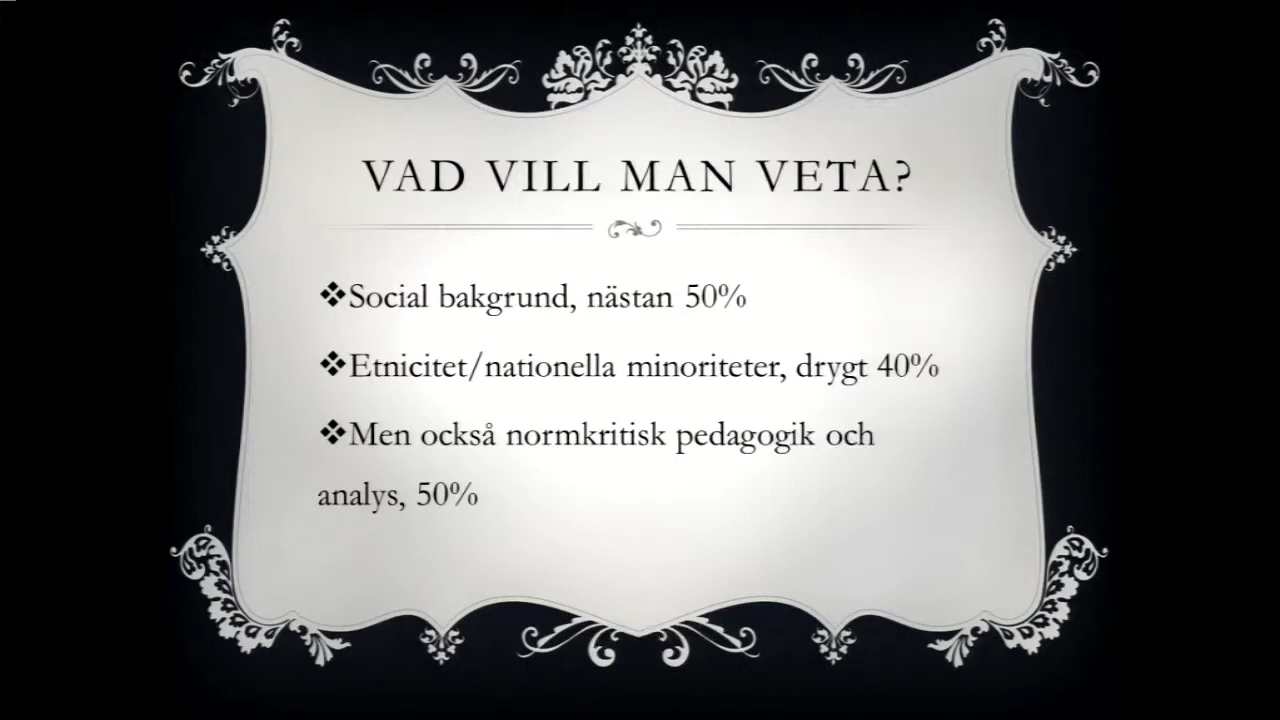 VAD VILL MAN VETA?
❖Social bakgrund, nästan 50%
❖Etnicitet/nationella minoriteter, drygt 40%
❖Men också normkritisk pedagogik och
analys, 50%